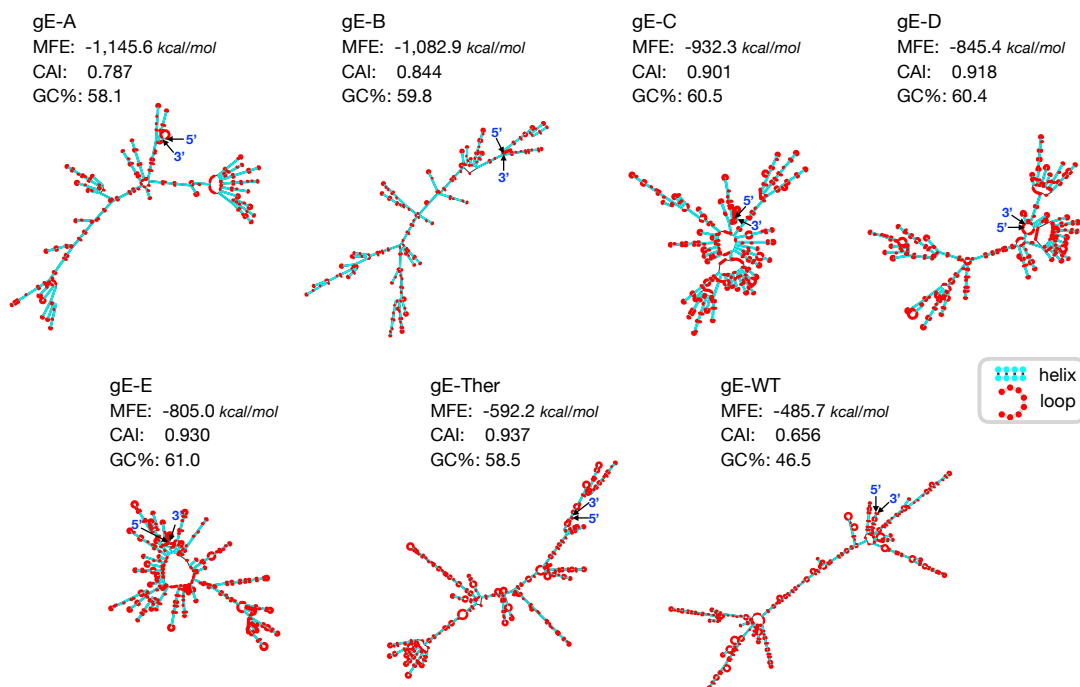 gE-A
MFE: -1,145.6 kcal/mol
CAI: 0.787
GC%: 58.1
5’
3’
gE-B
MFE: -1,082.9 kcal/mol
CAI: 0.844
GC%: 59.8
5’
3’
gE-C
MFE: -932.3 kcal/mol
CAI: 0.901
GC%: 60.5
5’
3’
gE-D
MFE: -845.4 kcal/mol
CAI: 0.918
GC%: 60.4
3’
5’
gE-E
MFE: -805.0 kcal/mol
CAI: 0.930
GC%: 61.0
5’
3’
gE-Ther
MFE: -592.2 kcal/mol
CAI: 0.937
GC%: 58.5
3’
5’
gE-WT
MFE: -485.7 kcal/mol
CAI: 0.656
GC%: 46.5
5’
3’
helix
loop